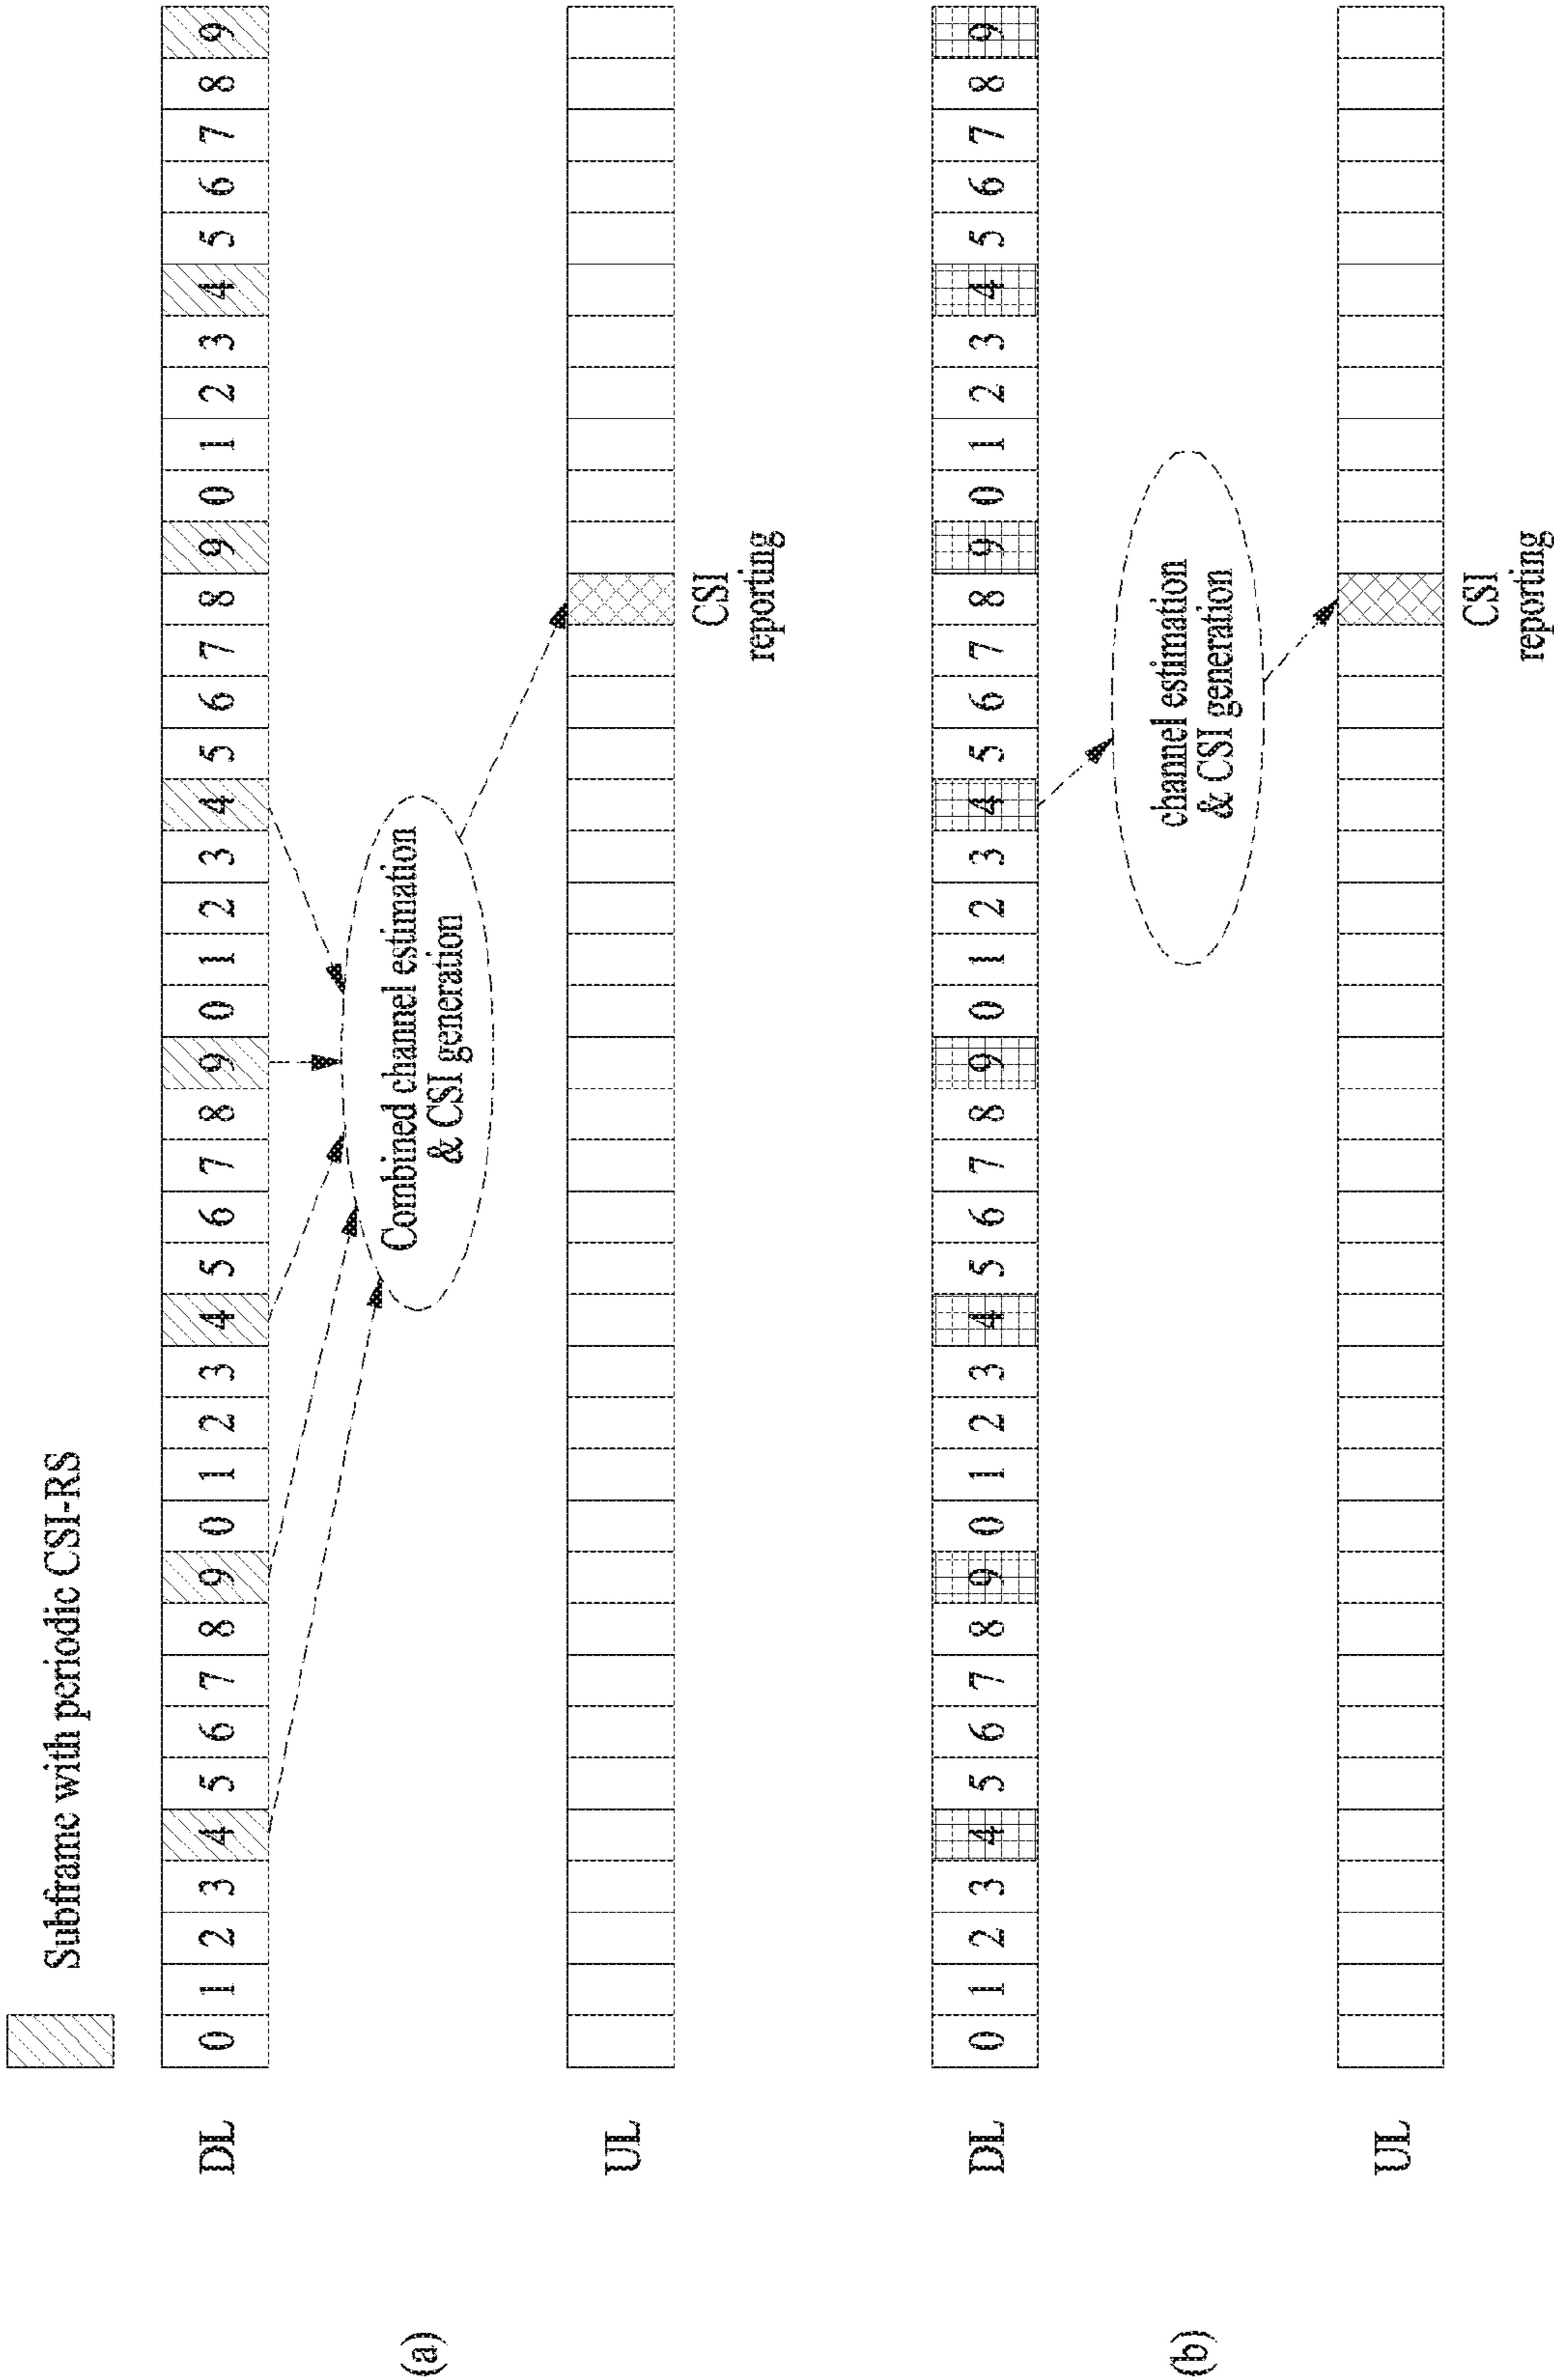 Subframe with periodic CSI-RS
(a)
DL
0 1 2 3 4 5 6 7 8 9 0 1 2 3 4 5 6 7 8 9 0 1 2 3 4 5 6 7 8 9 0 1 2 3 4 5 6 7 8 9
Combined channel estimation
& CSI generation
UL
CSI
reporting
(b)
DL
0 1 2 3 4 5 6 7 8 9 0 1 2 3 4 5 6 7 8 9 0 1 2 3 4 5 6 7 8 9 0 1 2 3 4 5 6 7 8 9
channel estimation
& CSI generation
UL
CSI
reporting